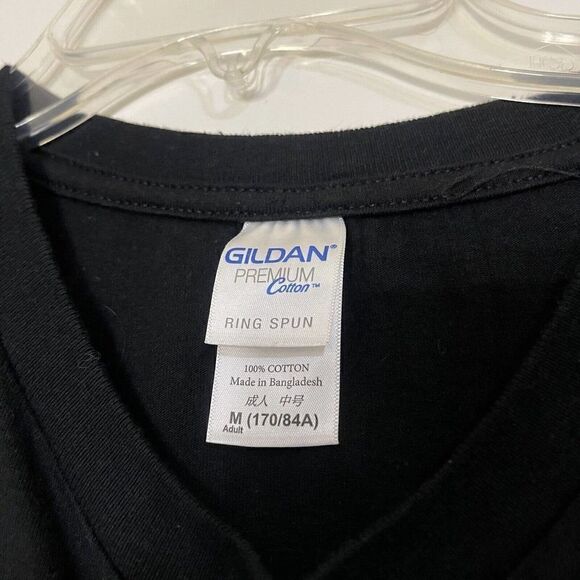 GILDAN®
PREMIUM
Cotton™
RING SPUN
100% COTTON
Made in Bangladesh
成人 中号
M (170/84A)
Adult